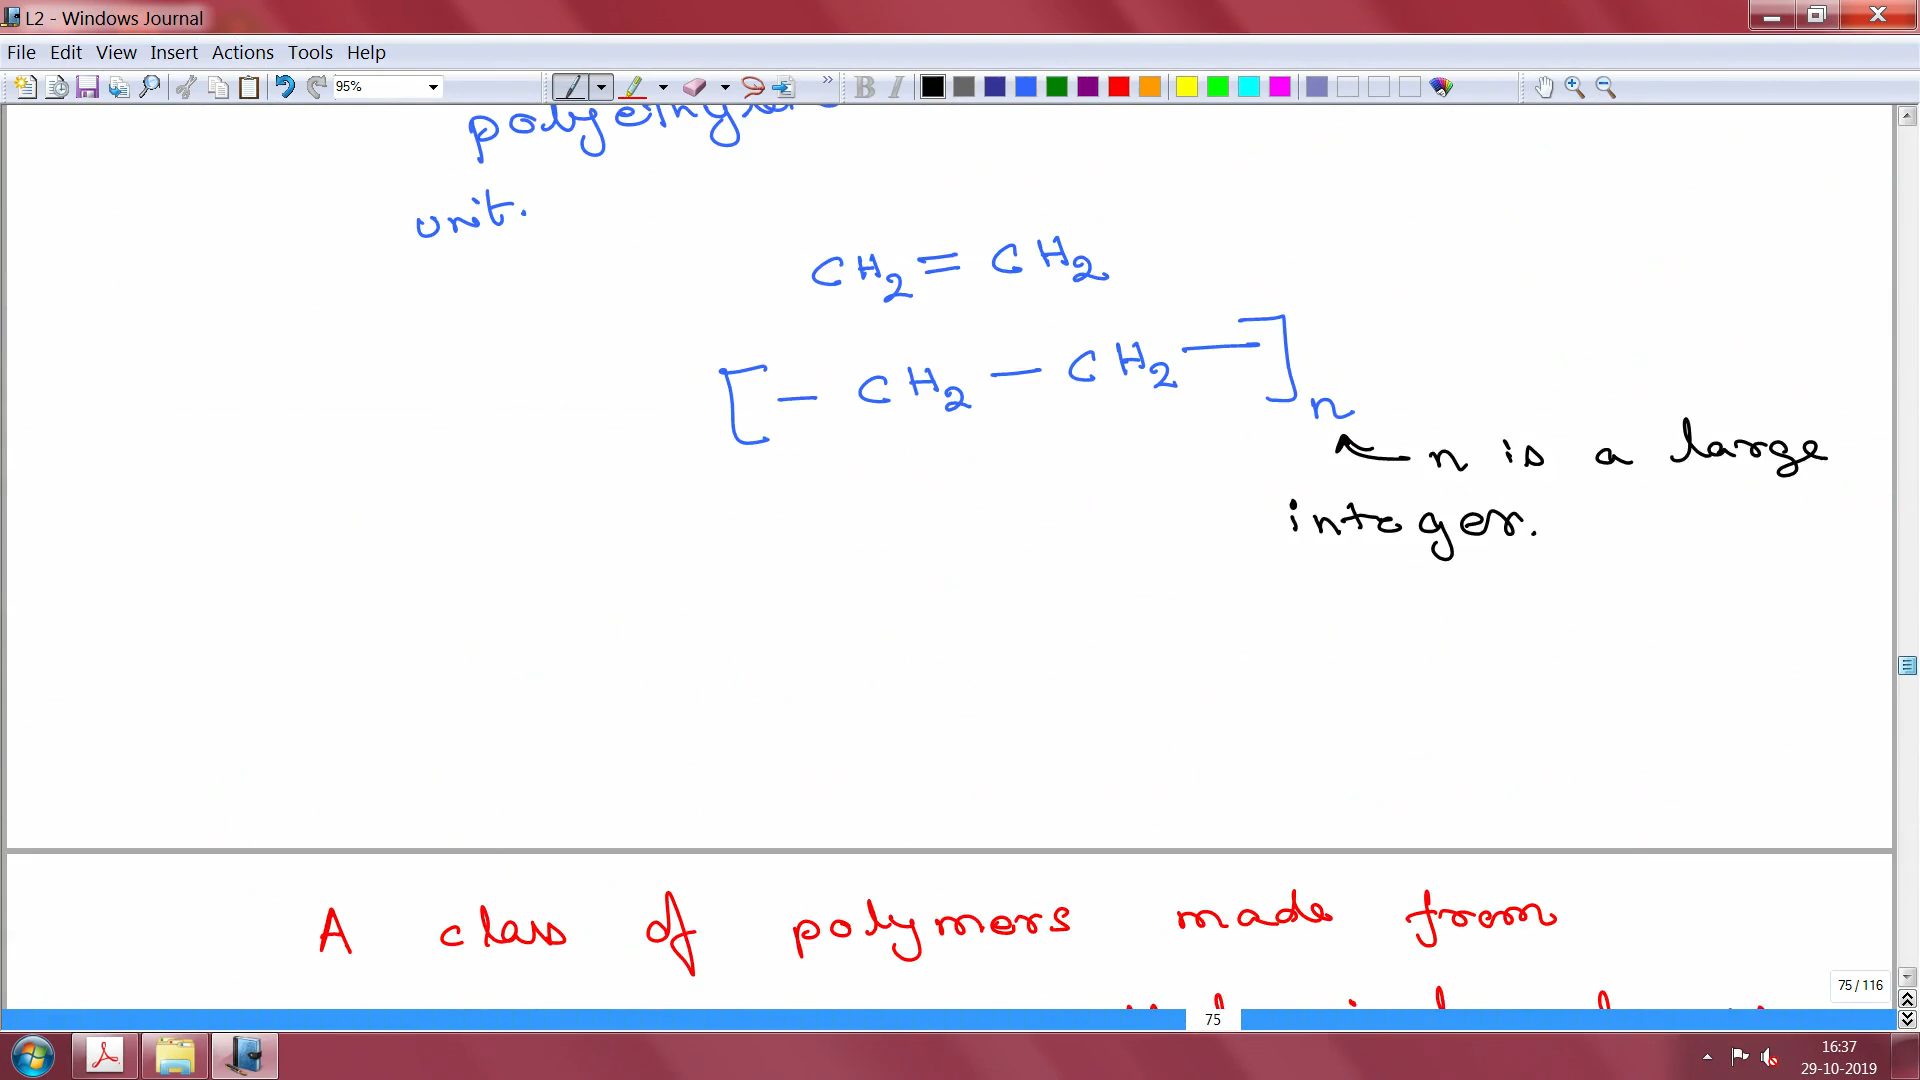 L2 - Windows Journal
File Edit View Insert Actions Tools Help
95%
B I
polyethylene
unit.
CH2 = CH2
[ - CH2 - CH2 - ]n
n is a large
integer.
A class of polymers made from
75 / 116
75
16:37
29-10-2019